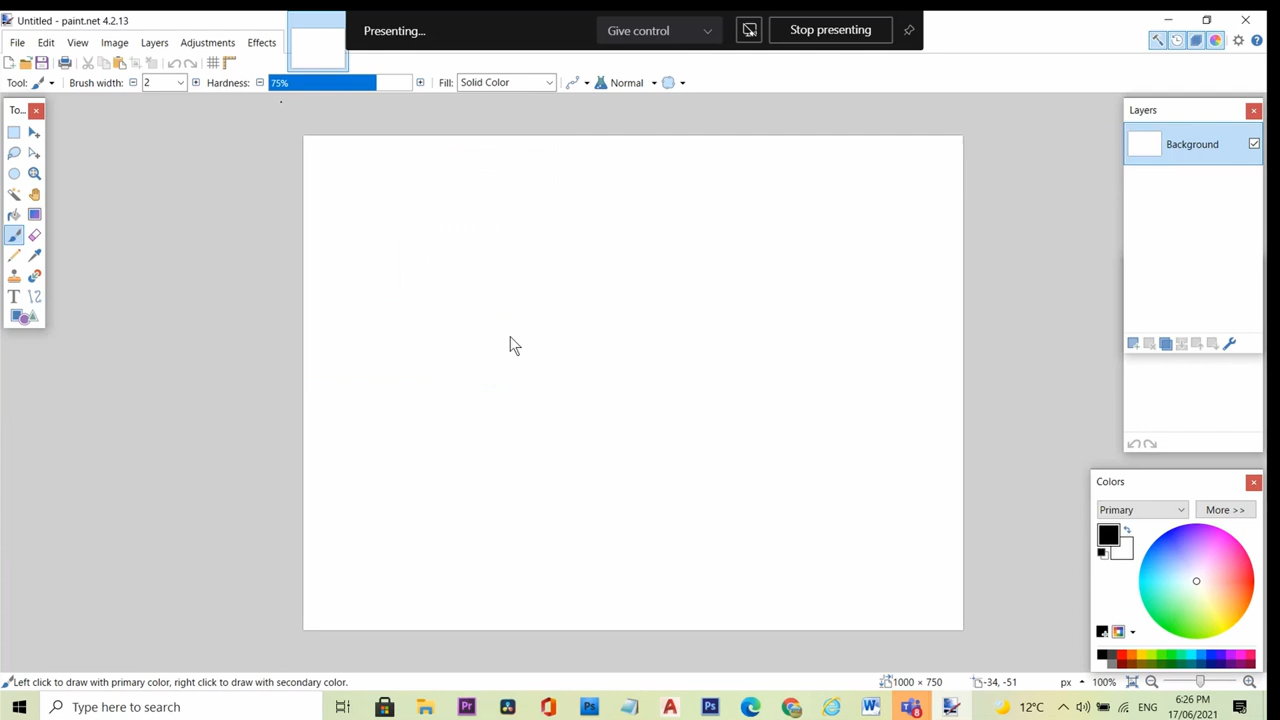 Untitled - paint.net 4.2.13
Presenting...
Give control
Stop presenting
File Edit View Image Layers Adjustments Effects
Tool: Brush width: 2 Hardness: 75% Fill: Solid Color Normal
To...
Layers
Background
Colors
Primary
More >>
Left click to draw with primary color, right click to draw with secondary color.
1000 × 750
-34, -51
px
100%
Type here to search
12°C
6:26 PM
17/06/2021